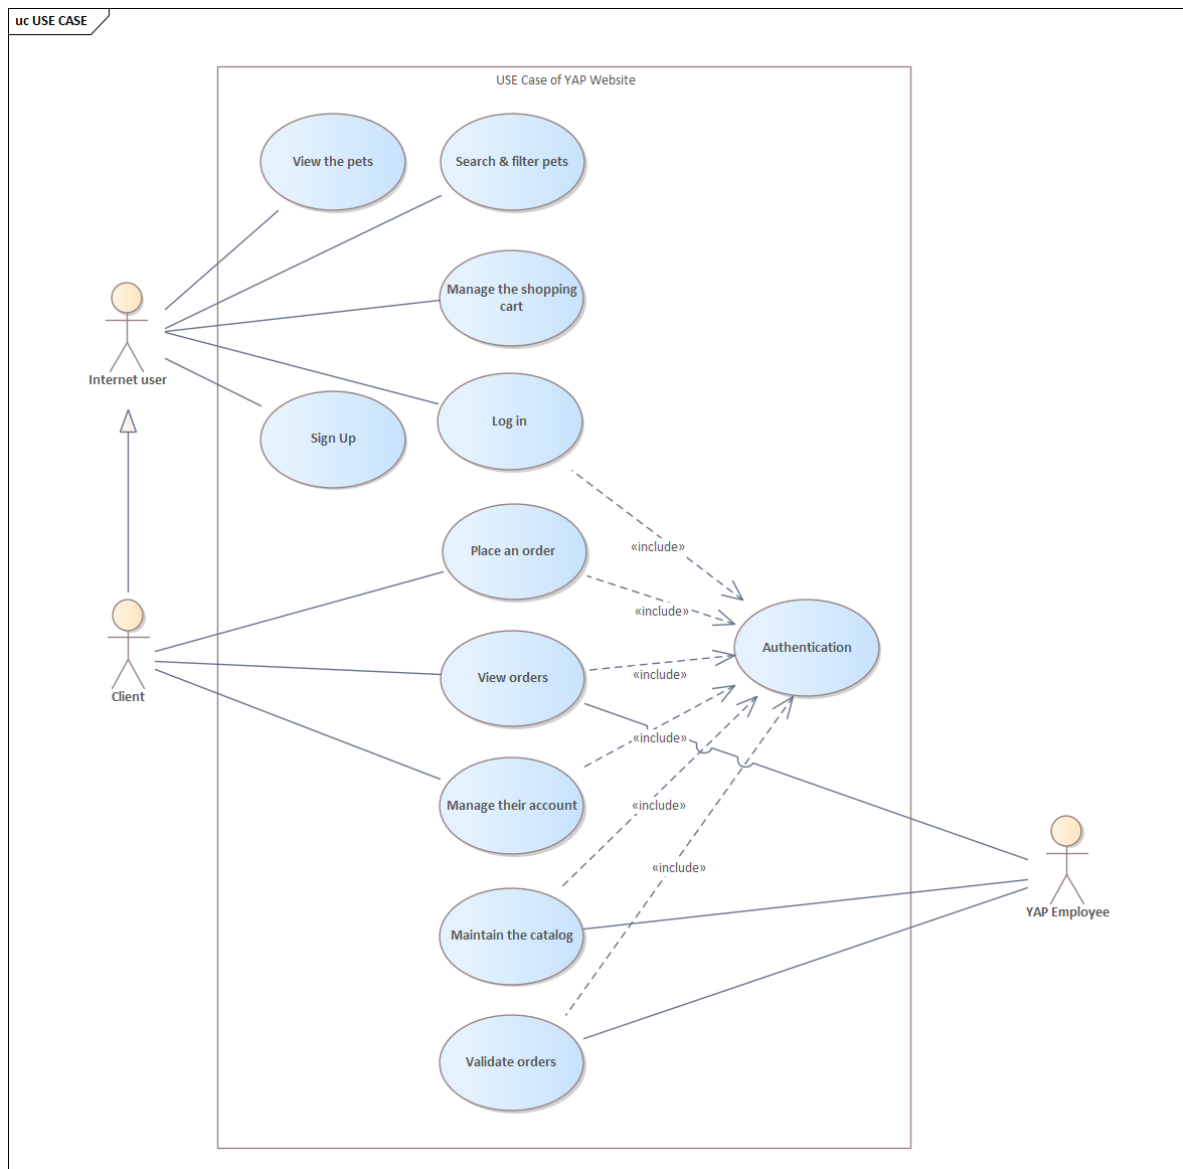 uc USE CASE
USE Case of YAP Website
View the pets
Search & filter pets
Manage the shopping
cart
Internet user
Log in
Sign Up
«include»
Place an order
«include»
Authentication
View orders
«include»
Client
«include»
Manage their account
«include»
«include»
YAP Employee
Maintain the catalog
Validate orders